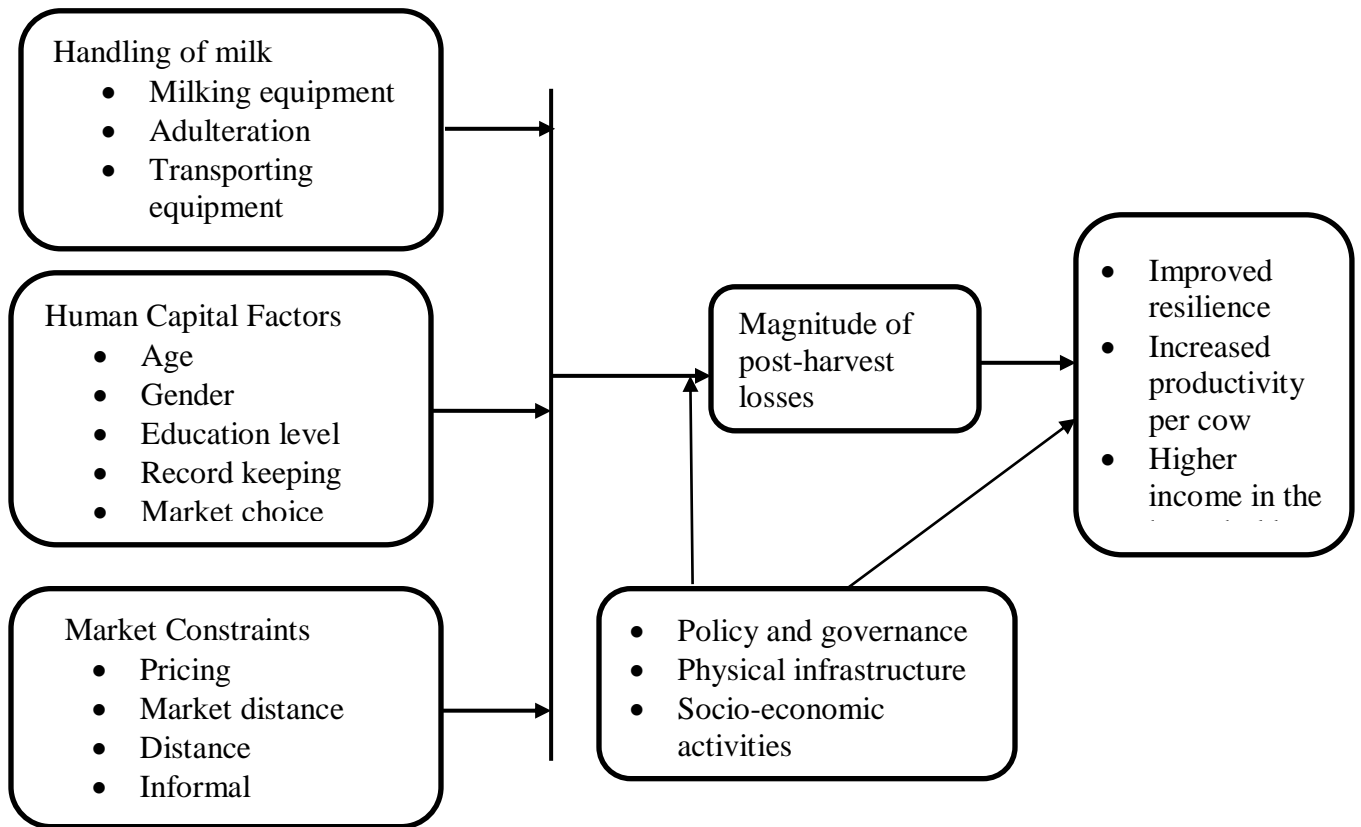 Handling of milk
• Milking equipment
• Adulteration
• Transporting
equipment
Human Capital Factors
• Age
• Gender
• Education level
• Record keeping
• Market choice
Market Constraints
• Pricing
• Market distance
• Distance
• Informal
Magnitude of
post-harvest
losses
• Policy and governance
• Physical infrastructure
• Socio-economic
activities
• Improved
resilience
• Increased
productivity
per cow
• Higher
income in the